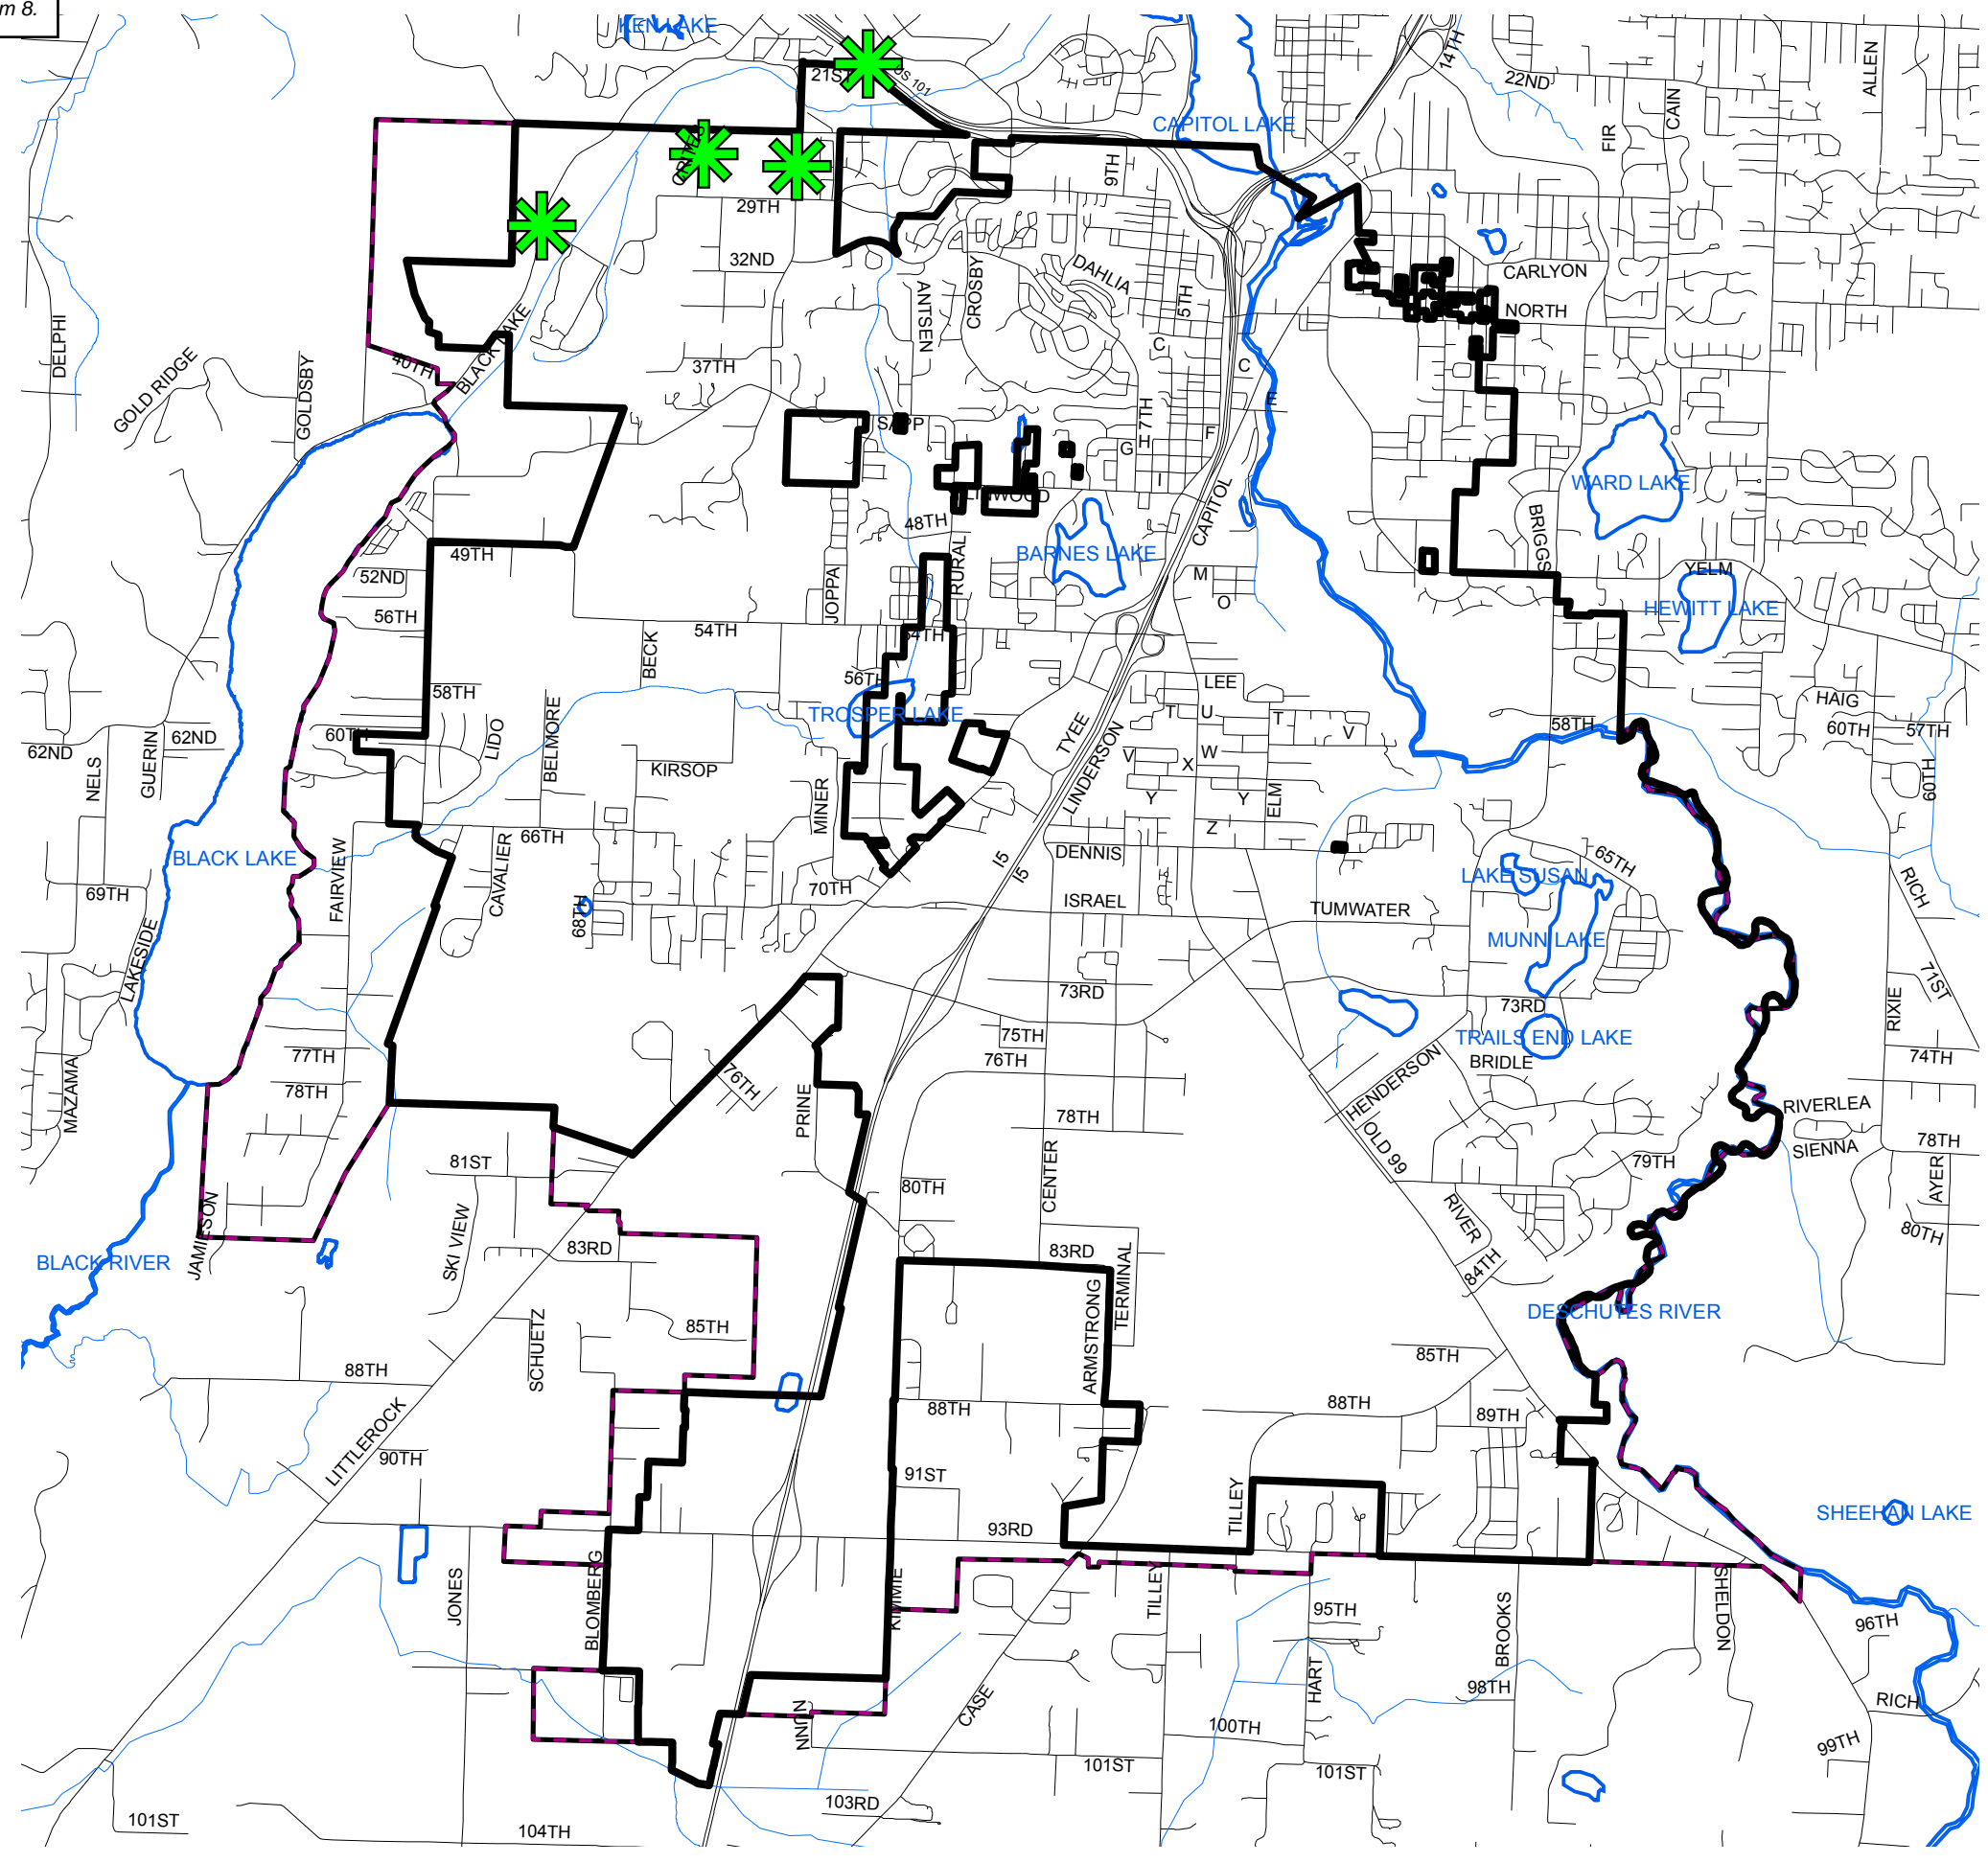 m 8.
KEN LAKE
21ST
US 101
14TH
22ND
ALLEN
CAIN
FIR
CAPITOL LAKE
CRITES
9TH
29TH
32ND
DAHLIA
CROSBY
ANTSEN
5TH
CARLYON
NORTH
DELPHI
GOLD RIDGE
GOLDSBY
40TH
BLACK LAKE
37TH
C
C
E
SAPP
7TH
H
G
F
I
LINWOOD
CAPITOL
WARD LAKE
BRIGGS
48TH
49TH
BARNES LAKE
RURAL
JOPPA
52ND
M
O
YELM
HEWITT LAKE
56TH
54TH
54TH
BECK
56TH
LEE
58TH
TROSPER LAKE
T
U
T
V
58TH
HAIG
60TH
57TH
62ND
62ND
60TH
LIDO
BELMORE
TYEE
LINDERSON
V
W
X
NELS
GUERIN
KIRSOP
MINER
Y
Y
ELM
60TH
Z
66TH
BLACK LAKE
FAIRVIEW
CAVALIER
DENNIS
I5
I5
65TH
LAKE SUSAN
RICH
69TH
70TH
68TH
ISRAEL
TUMWATER
MUNN LAKE
LAKESIDE
73RD
73RD
71ST
RIXIE
75TH
76TH
TRAILS END LAKE
BRIDLE
74TH
77TH
78TH
76TH
MAZAMA
PRINE
HENDERSON
78TH
RIVERLEA
OLD 99
SIENNA
78TH
81ST
CENTER
79TH
AYER
80TH
JAMIESON
RIVER
80TH
BLACK RIVER
SKI VIEW
83RD
83RD
84TH
TERMINAL
ARMSTRONG
DESCHUTES RIVER
85TH
SCHUETZ
85TH
88TH
88TH
88TH
89TH
LITTLEROCK
90TH
91ST
TILLEY
93RD
SHEEHAN LAKE
JONES
BLOMBERG
KIMMIE
TILLEY
95TH
BROOKS
SHELDON
96TH
HART
98TH
RICH
CASE
NUNN
100TH
99TH
101ST
101ST
103RD
101ST
104TH